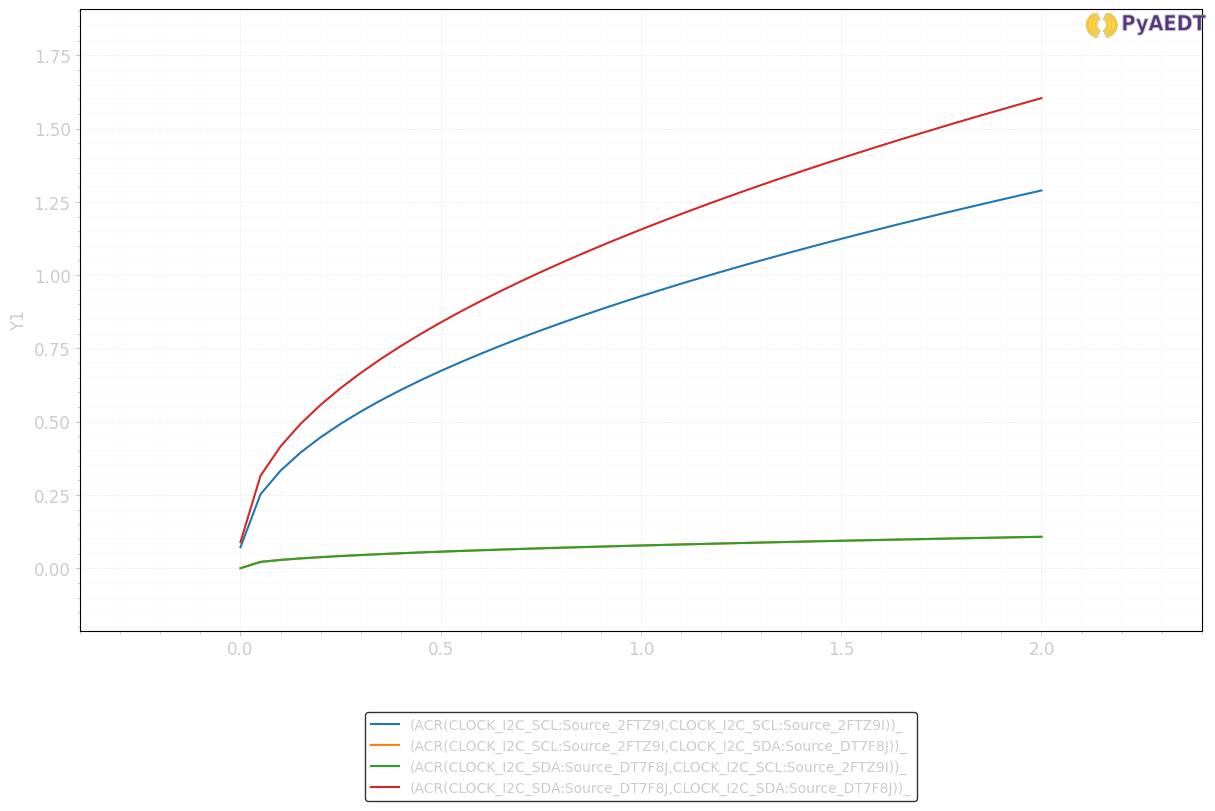 PyAEDT
1.75
1.50
1.25
1.00
0.75
0.50
0.25
0.00
Y1
0.0 0.5 1.0 1.5 2.0
(ACR(CLOCK_I2C_SCL:Source_2FTZ9I,CLOCK_I2C_SCL:Source_2FTZ9I))_
(ACR(CLOCK_I2C_SCL:Source_2FTZ9I,CLOCK_I2C_SDA:Source_DT7F8J))_
(ACR(CLOCK_I2C_SDA:Source_DT7F8J,CLOCK_I2C_SCL:Source_2FTZ9I))_
(ACR(CLOCK_I2C_SDA:Source_DT7F8J,CLOCK_I2C_SDA:Source_DT7F8J))_